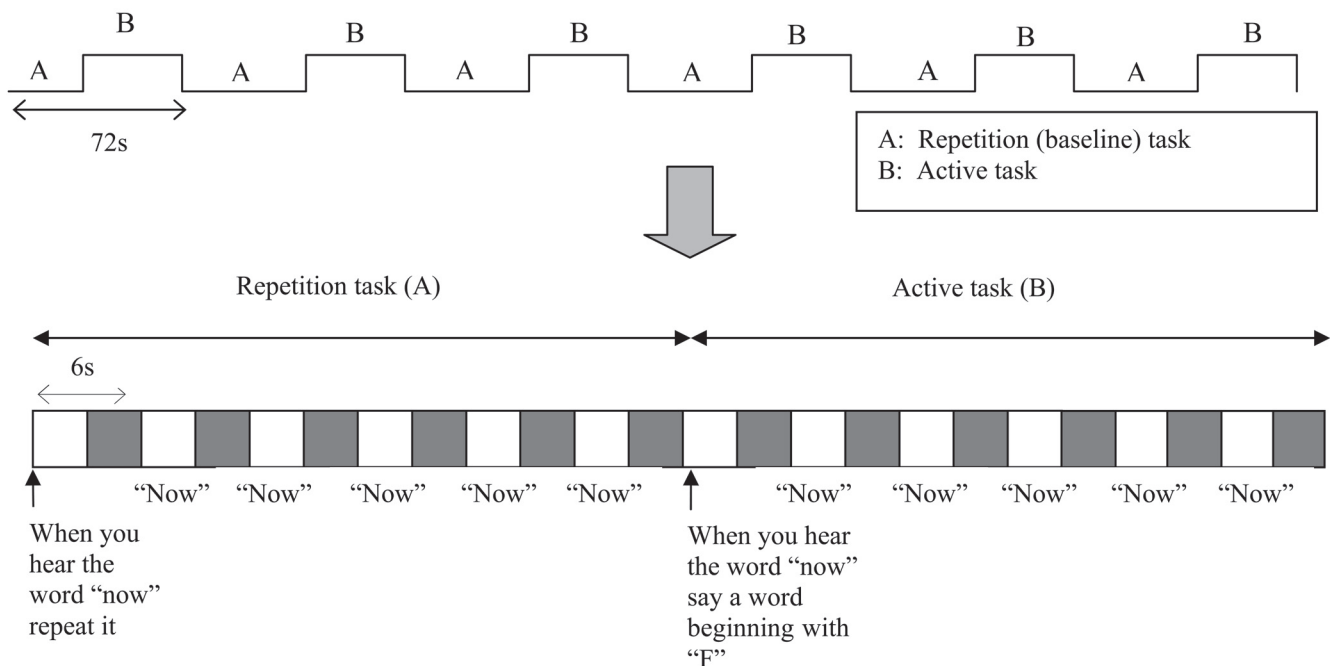 B B B B B B
A A A A A A
72s
A: Repetition (baseline) task
B: Active task
Repetition task (A) Active task (B)
6s
“Now” “Now” “Now” “Now” “Now” “Now” “Now” “Now” “Now” “Now”
When you
hear the
word “now”
repeat it
When you hear
the word “now”
say a word
beginning with
“F”